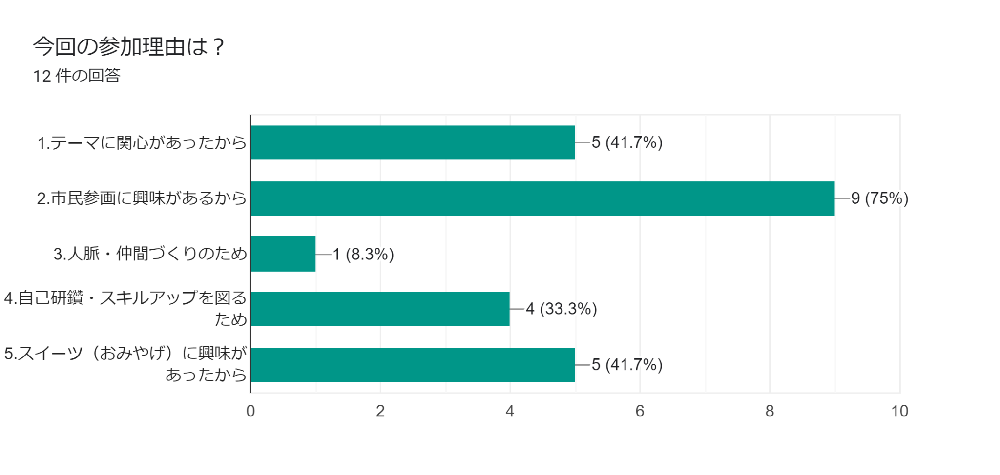 今回の参加理由は？
12 件の回答
1.テーマに関心があったから
5 (41.7%)
2.市民参画に興味があるから
9 (75%)
3.人脈・仲間づくりのため
1 (8.3%)
4.自己研鑽・スキルアップを図る
ため
4 (33.3%)
5.スイーツ（おみやげ）に興味が
あったから
5 (41.7%)
0 2 4 6 8 10